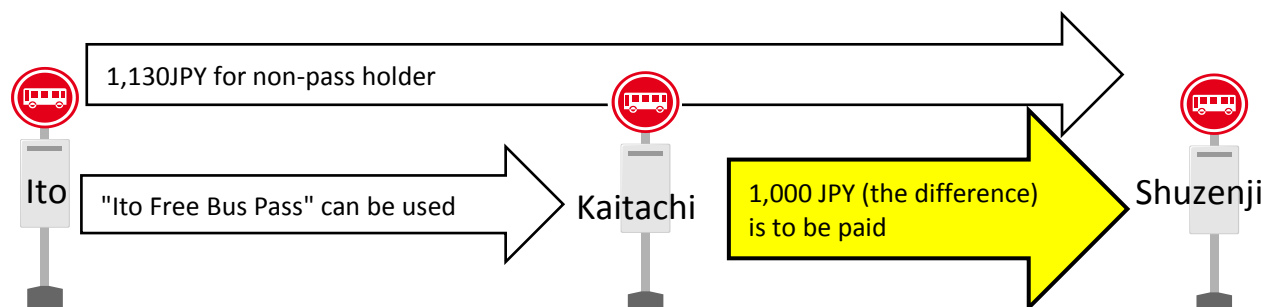 1,130JPY for non-pass holder
Ito
"Ito Free Bus Pass" can be used
Kaitachi
1,000 JPY (the difference)
is to be paid
Shuzenji